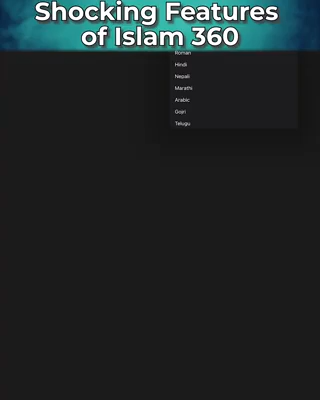 Shocking Features
of Islam 360
Roman
Hindi
Nepali
Marathi
Arabic
Gojri
Telugu